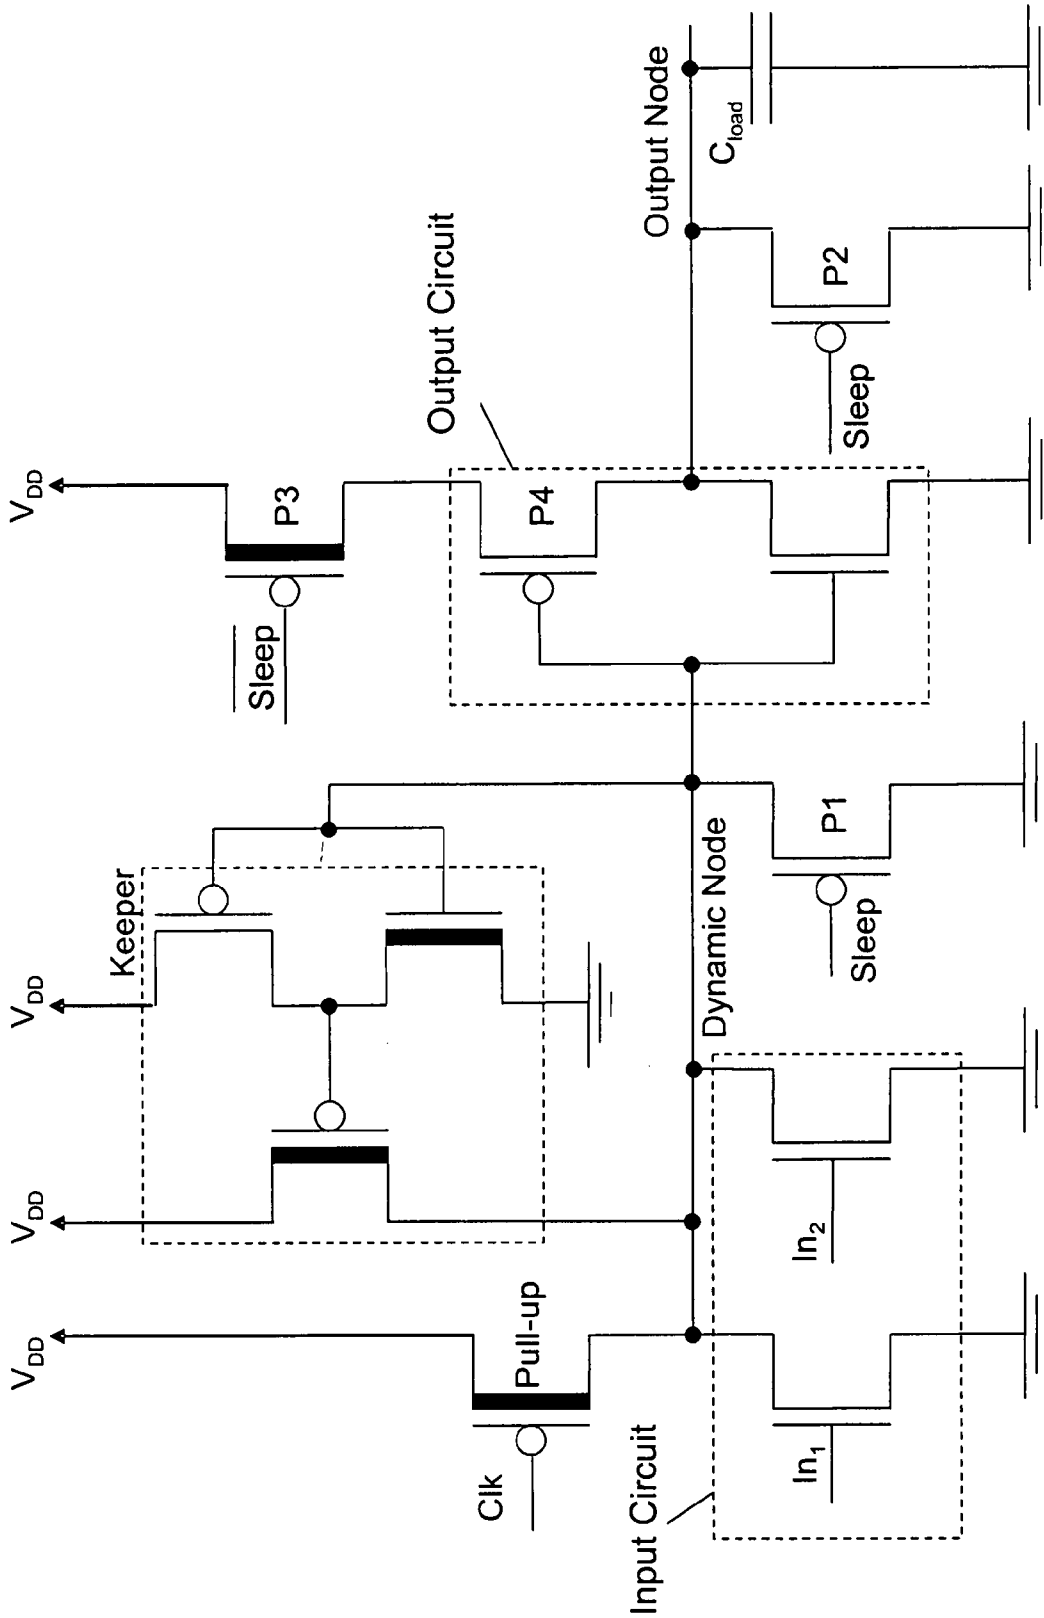 V_DD
V_DD
V_DD
V_DD
Keeper
Sleep
P3
Output Circuit
Clk
Pull-up
P4
Output Node
C_load
Input Circuit
Dynamic Node
In_1
In_2
Sleep
P1
Sleep
P2